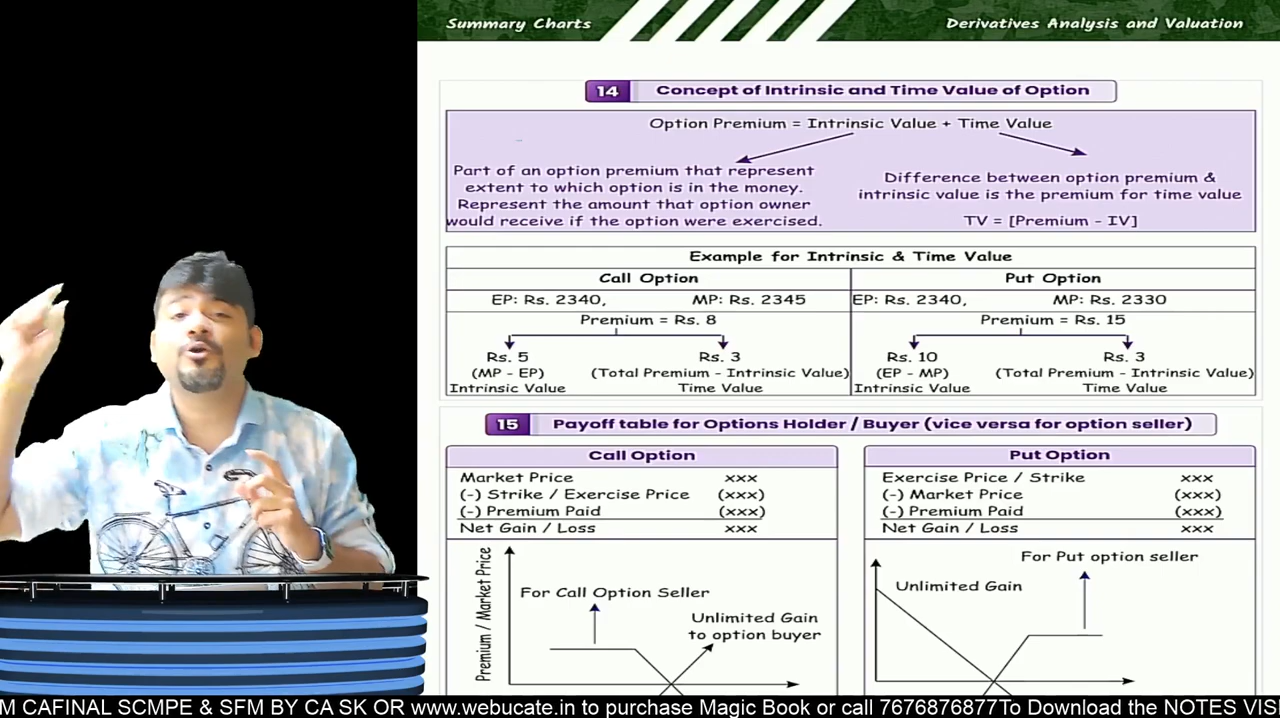 Summary Charts
Derivatives Analysis and Valuation
14 Concept of Intrinsic and Time Value of Option
Option Premium = Intrinsic Value + Time Value
Part of an option premium that represent
extent to which option is in the money.
Represent the amount that option owner
would receive if the option were exercised.
Difference between option premium &
intrinsic value is the premium for time value
TV = [Premium - IV]
Example for Intrinsic & Time Value
Call Option
EP: Rs. 2340, MP: Rs. 2345
Premium = Rs. 8
Rs. 5
(MP - EP)
Intrinsic Value
Rs. 3
(Total Premium - Intrinsic Value)
Time Value
Put Option
EP: Rs. 2340, MP: Rs. 2330
Premium = Rs. 15
Rs. 10
(EP - MP)
Intrinsic Value
Rs. 3
(Total Premium - Intrinsic Value)
Time Value
15 Payoff table for Options Holder / Buyer (vice versa for option seller)
Call Option
Market Price xxx
(-) Strike / Exercise Price (xxx)
(-) Premium Paid (xxx)
Net Gain / Loss xxx
Premium / Market Price
For Call Option Seller
Unlimited Gain
to option buyer
Put Option
Exercise Price / Strike xxx
(-) Market Price (xxx)
(-) Premium Paid (xxx)
Net Gain / Loss xxx
For Put option seller
Unlimited Gain
M CAFINAL SCMPE & SFM BY CA SK OR www.webucate.in to purchase Magic Book or call 7676876877To Download the NOTES VIS